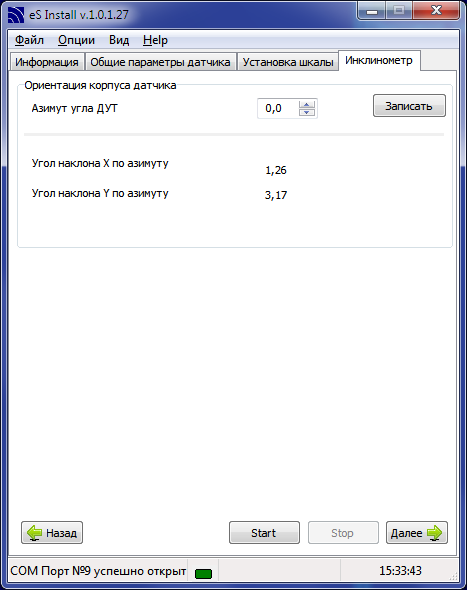 eS Install v.1.0.1.27
Файл Опции Вид Help
Информация Общие параметры датчика Установка шкалы Инклинометр
Ориентация корпуса датчика
Азимут угла ДУТ 0,0 Записать
Угол наклона X по азимуту 1,26
Угол наклона Y по азимуту 3,17
Назад Start Stop Далее
COM Порт №9 успешно открыт 15:33:43